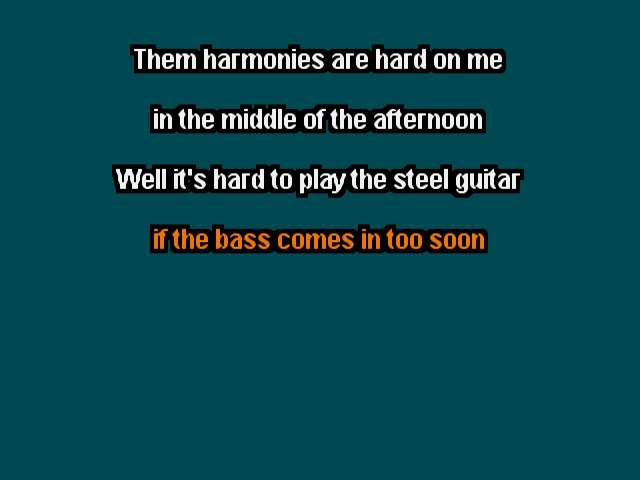 Them harmonies are hard on me
in the middle of the afternoon
Well it's hard to play the steel guitar
if the bass comes in too soon